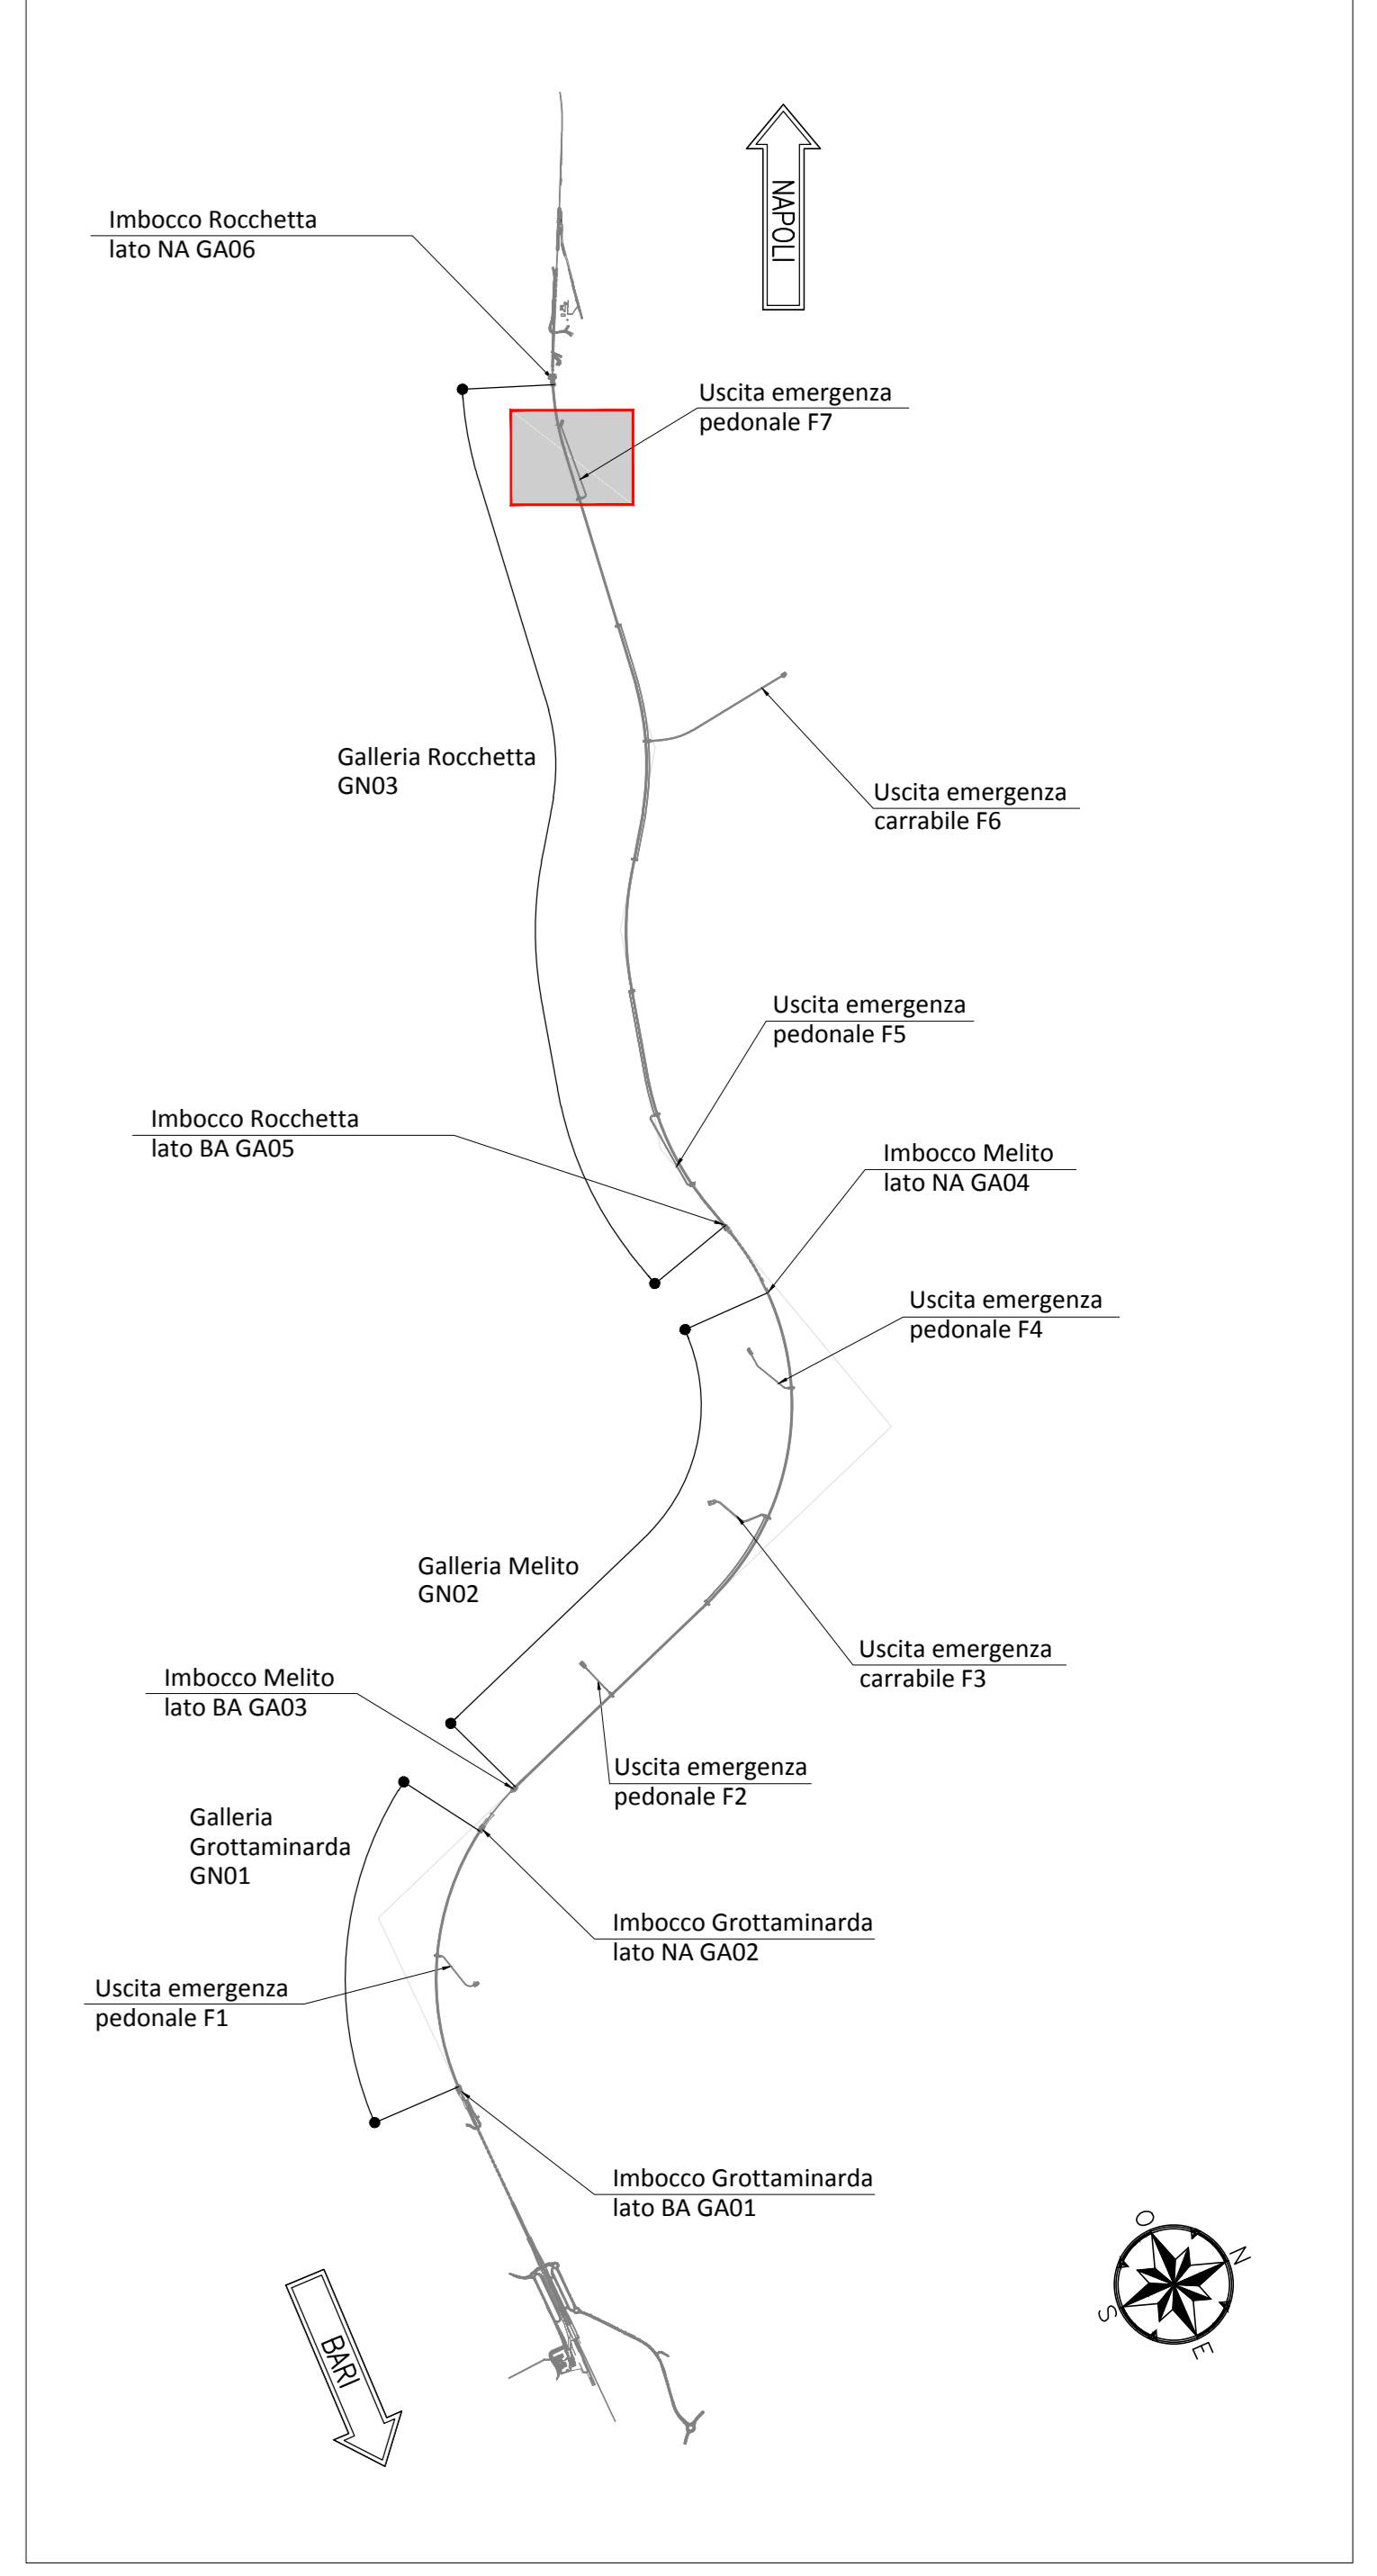 NAPOLI
Imbocco Rocchetta
lato NA GA06
Uscita emergenza
pedonale F7
Galleria Rocchetta
GN03
Uscita emergenza
carrabile F6
Uscita emergenza
pedonale F5
Imbocco Rocchetta
lato BA GA05
Imbocco Melito
lato NA GA04
Uscita emergenza
pedonale F4
Galleria Melito
GN02
Uscita emergenza
carrabile F3
Imbocco Melito
lato BA GA03
Uscita emergenza
pedonale F2
Galleria
Grottaminarda
GN01
Imbocco Grottaminarda
lato NA GA02
Uscita emergenza
pedonale F1
Imbocco Grottaminarda
lato BA GA01
O
N
S
E
BARI